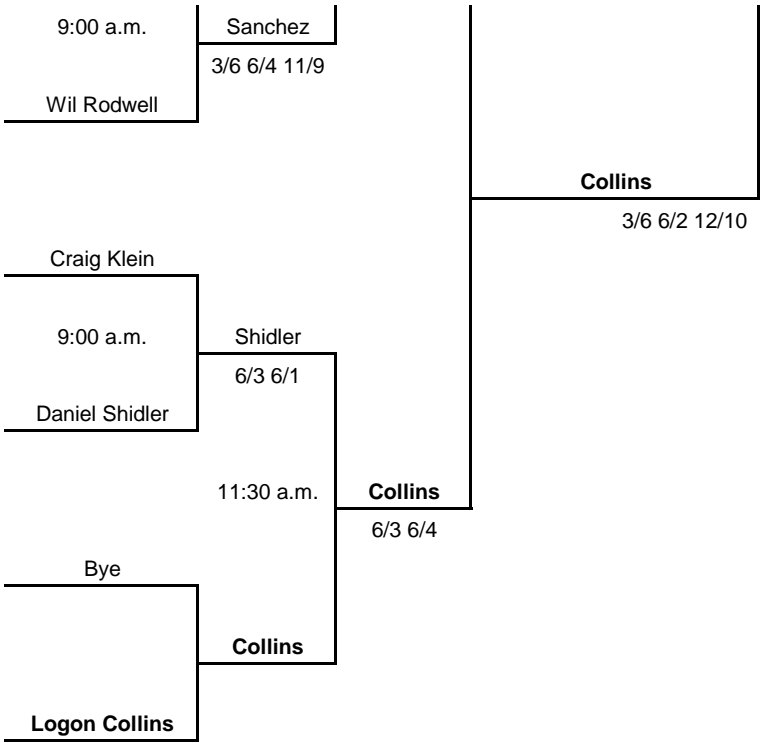 9:00 a.m.
Sanchez
3/6 6/4 11/9
Wil Rodwell
Collins
3/6 6/2 12/10
Craig Klein
9:00 a.m.
Shidler
6/3 6/1
Daniel Shidler
11:30 a.m.
Collins
6/3 6/4
Bye
Collins
Logon Collins